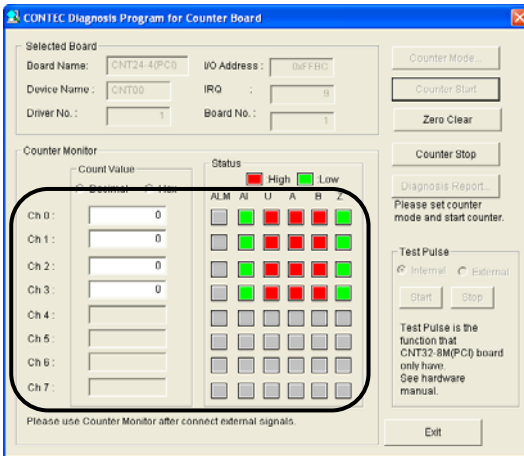 CONTEC Diagnosis Program for Counter Board
Selected Board
Board Name: CNT24-4(PCI) I/O Address : 0xFFBC
Device Name : CNT00 IRQ : 9
Driver No. : 1 Board No. : 1
Counter Mode...
Counter Start
Zero Clear
Counter Stop
Diagnosis Report...
Please set counter
mode and start counter.
Counter Monitor
Count Value
Decimal Hex
Status
:High :Low
ALM AI U A B Z
Ch 0 : 0
Ch 1 : 0
Ch 2 : 0
Ch 3 : 0
Ch 4 :
Ch 5 :
Ch 6 :
Ch 7 :
Test Pulse
Internal External
Start Stop
Test Pulse is the
function that
CNT32-8M(PCI) board
only have.
See hardware
manual.
Please use Counter Monitor after connect external signals.
Exit